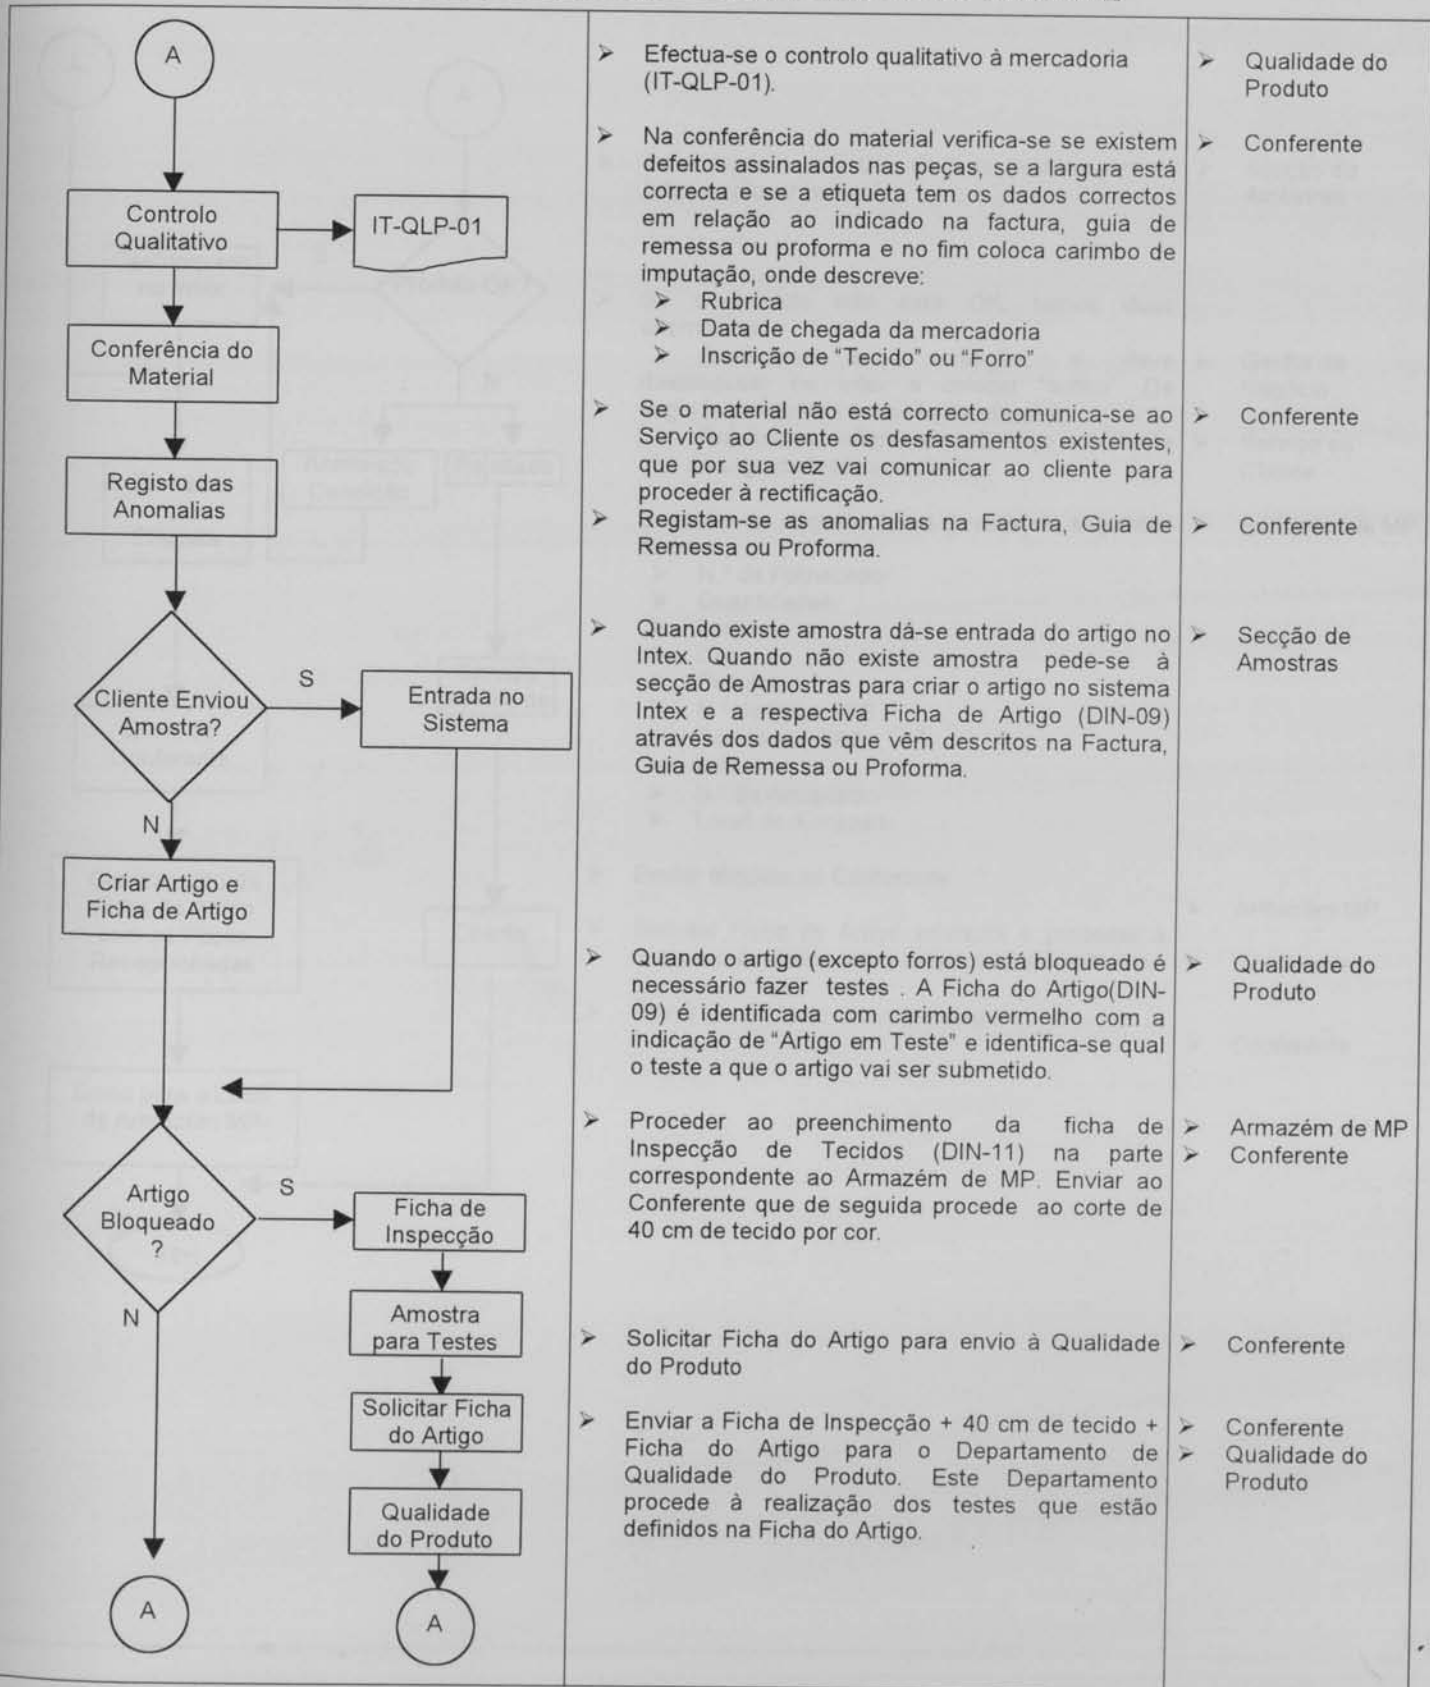 A
Controlo
Qualitativo
IT-QLP-01
Conferência do
Material
Registo das
Anomalias
Cliente Enviou
Amostra?
S
Entrada no
Sistema
N
Criar Artigo e
Ficha de Artigo
Artigo
Bloqueado
?
S
Ficha de
Inspecção
N
Amostra
para Testes
Solicitar Ficha
do Artigo
Qualidade
do Produto
A
A
➢ Efectua-se o controlo qualitativo à mercadoria
(IT-QLP-01).
➢ Na conferência do material verifica-se se existem
defeitos assinalados nas peças, se a largura está
correcta e se a etiqueta tem os dados correctos
em relação ao indicado na factura, guia de
remessa ou proforma e no fim coloca carimbo de
imputação, onde descreve:
➢ Rubrica
➢ Data de chegada da mercadoria
➢ Inscrição de “Tecido” ou “Forro”
➢ Se o material não está correcto comunica-se ao
Serviço ao Cliente os desfasamentos existentes,
que por sua vez vai comunicar ao cliente para
proceder à rectificação.
➢ Registam-se as anomalias na Factura, Guia de
Remessa ou Proforma.
➢ Quando existe amostra dá-se entrada do artigo no
Intex. Quando não existe amostra pede-se à
secção de Amostras para criar o artigo no sistema
Intex e a respectiva Ficha de Artigo (DIN-09)
através dos dados que vêm descritos na Factura,
Guia de Remessa ou Proforma.
➢ Quando o artigo (excepto forros) está bloqueado é
necessário fazer testes . A Ficha do Artigo(DIN-
09) é identificada com carimbo vermelho com a
indicação de “Artigo em Teste” e identifica-se qual
o teste a que o artigo vai ser submetido.
➢ Proceder ao preenchimento da ficha de
Inspecção de Tecidos (DIN-11) na parte
correspondente ao Armazém de MP. Enviar ao
Conferente que de seguida procede ao corte de
40 cm de tecido por cor.
➢ Solicitar Ficha do Artigo para envio à Qualidade
do Produto
➢ Enviar a Ficha de Inspecção + 40 cm de tecido +
Ficha do Artigo para o Departamento de
Qualidade do Produto. Este Departamento
procede à realização dos testes que estão
definidos na Ficha do Artigo.
➢ Qualidade do
Produto
➢ Conferente
➢ Conferente
➢ Conferente
➢ Secção de
Amostras
➢ Qualidade do
Produto
➢ Armazém de MP
➢ Conferente
➢ Conferente
➢ Conferente
➢ Qualidade do
Produto